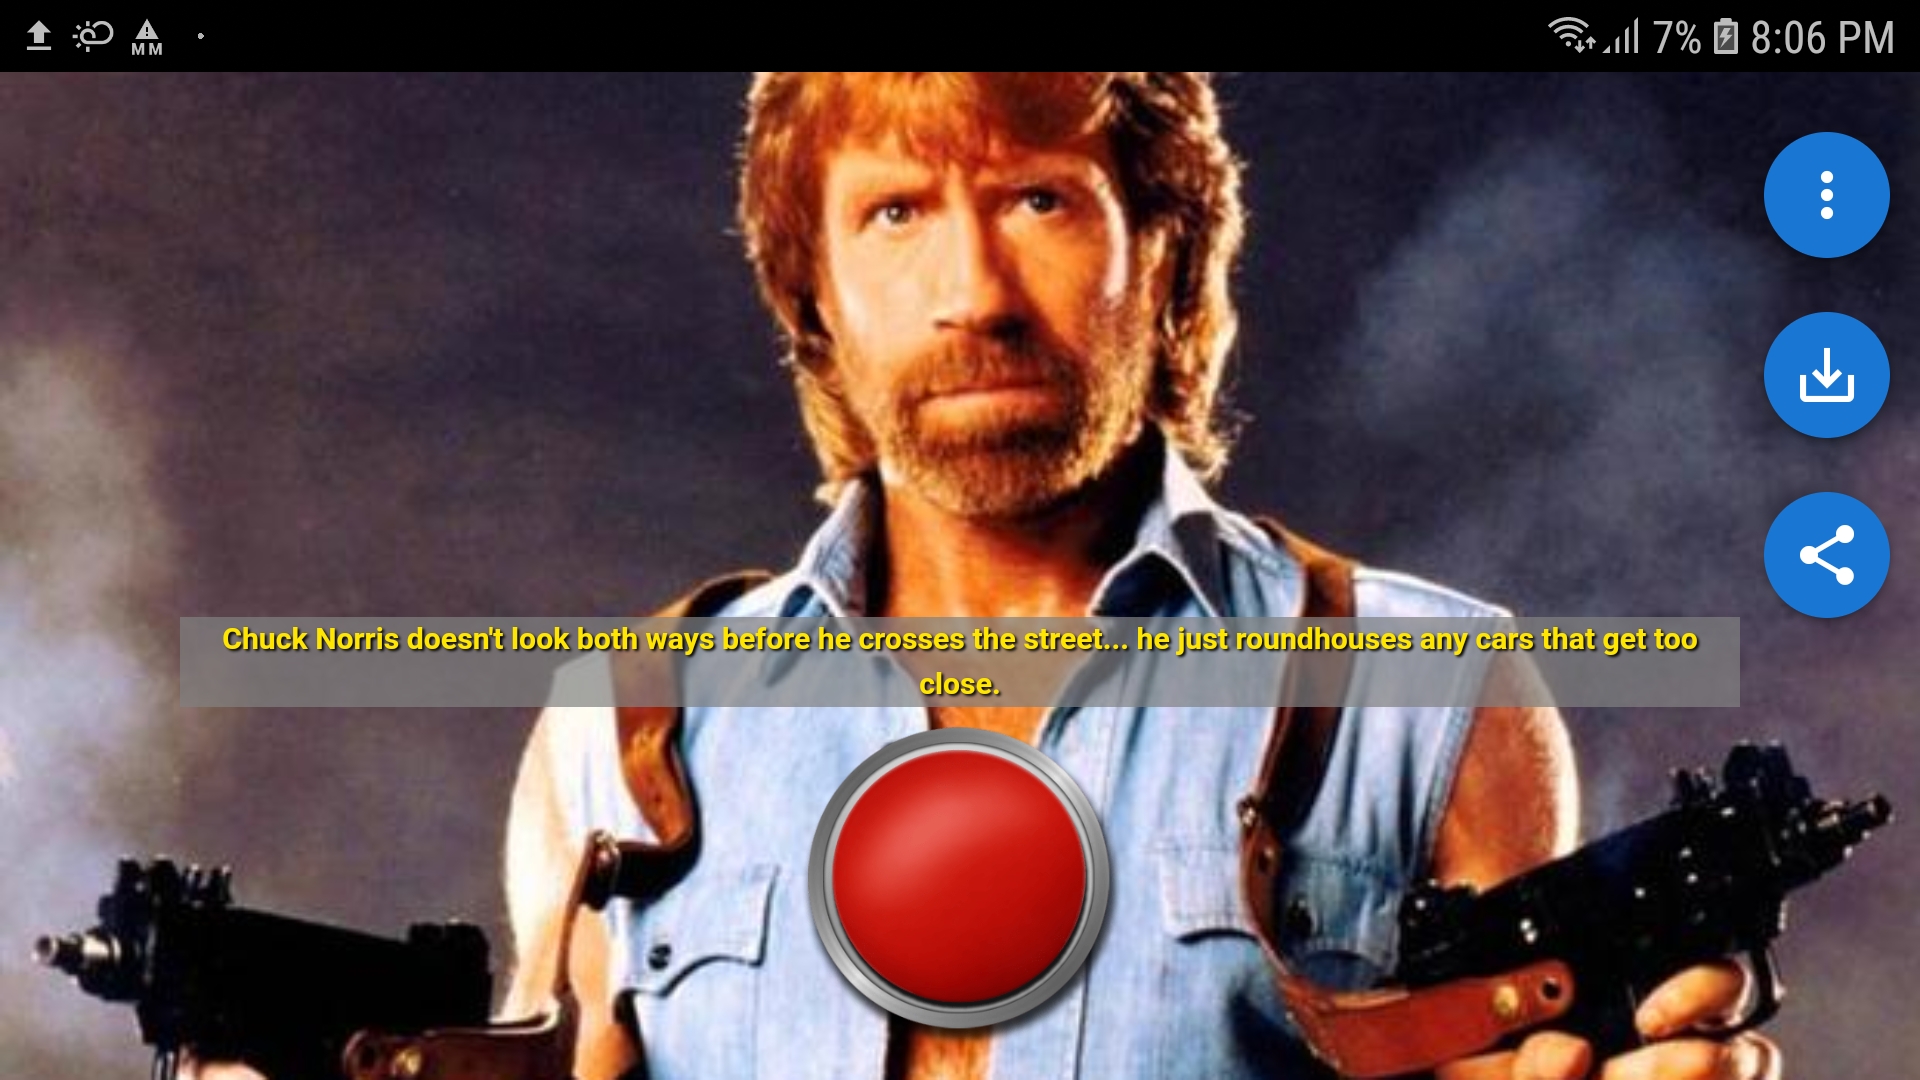 MM
7% 8:06 PM
Chuck Norris doesn't look both ways before he crosses the street... he just roundhouses any cars that get too
close.